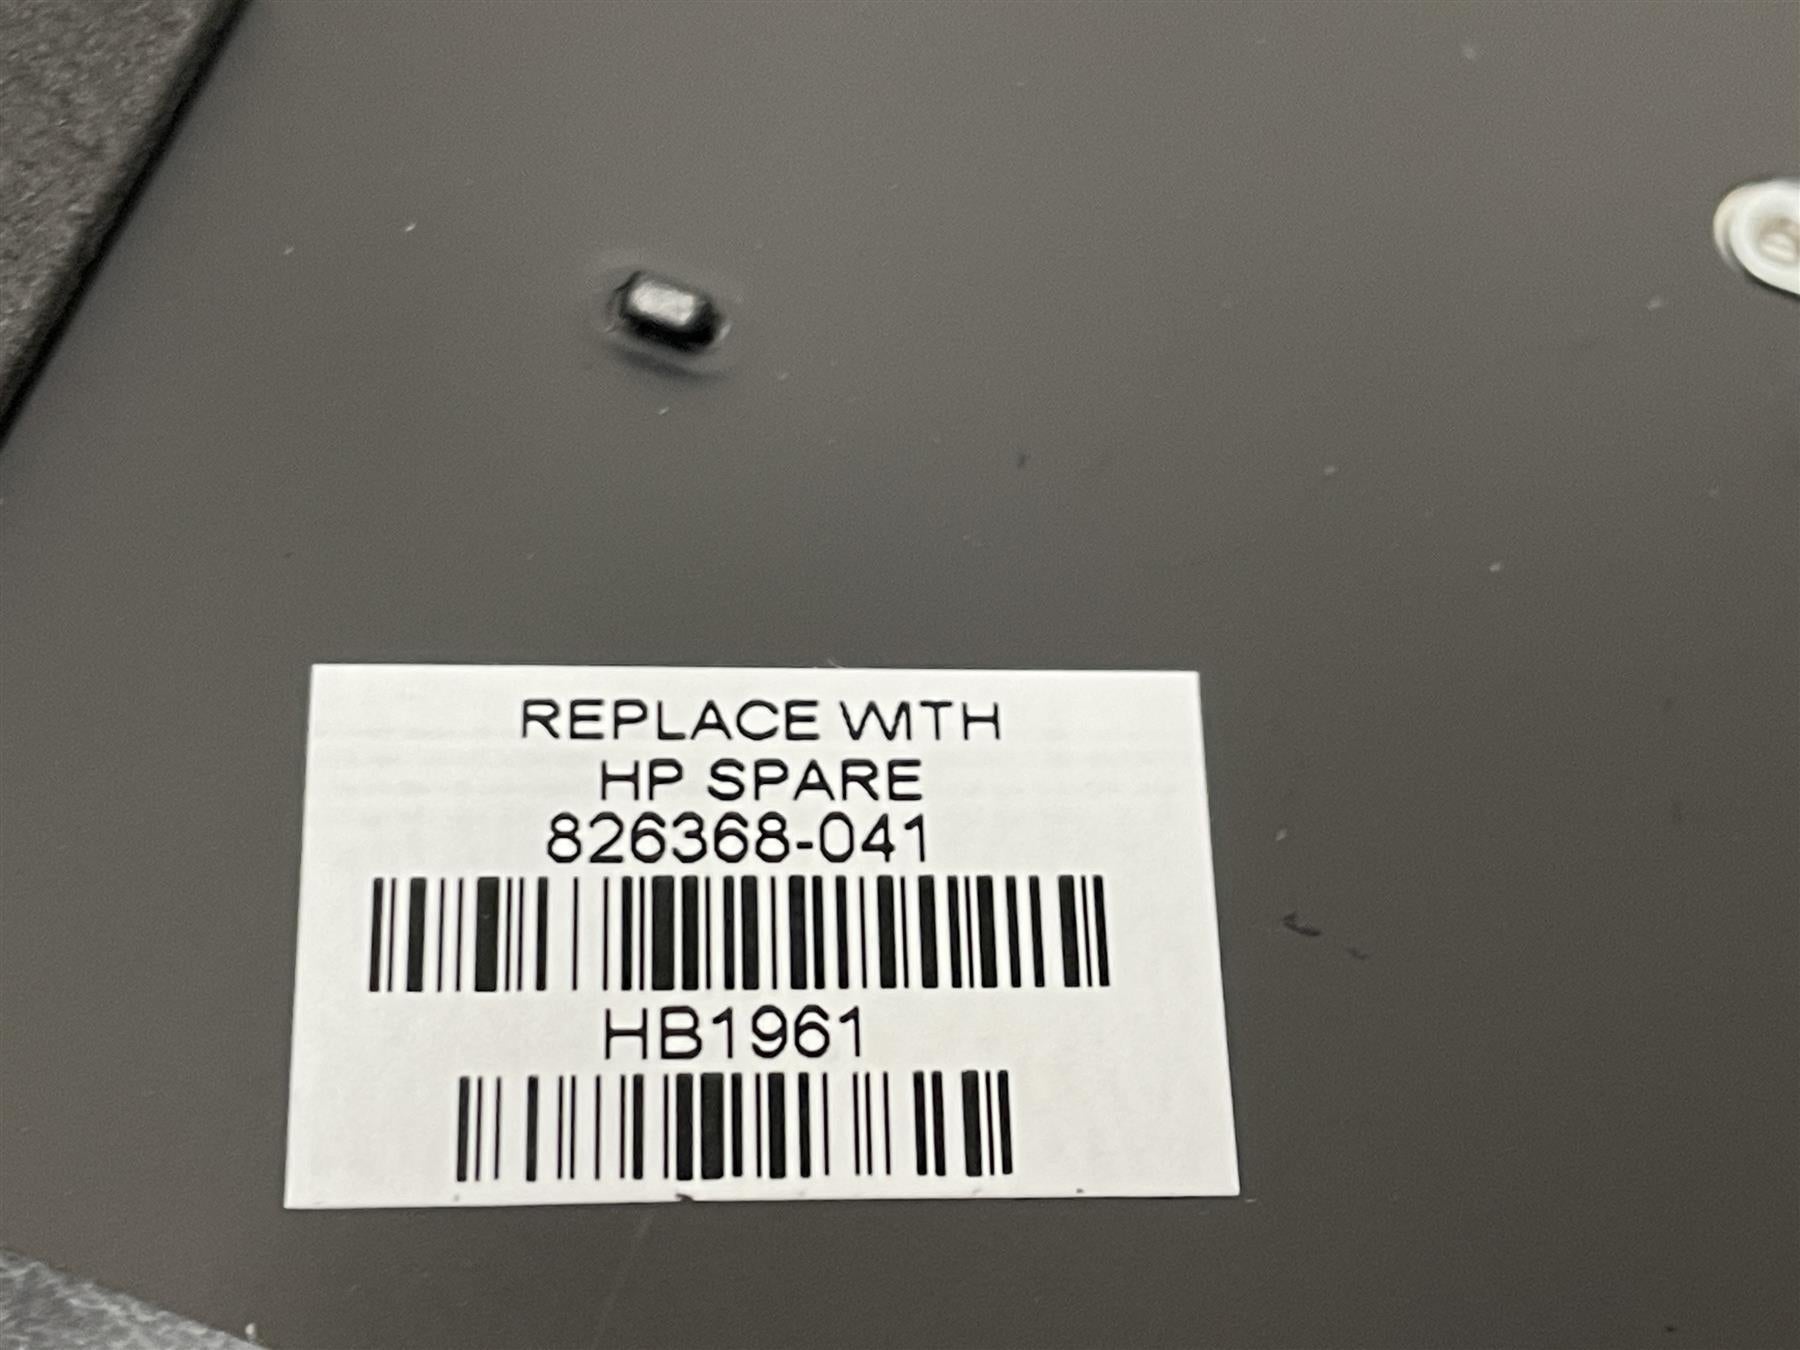 REPLACE WITH
HP SPARE
826368-041
HB1961